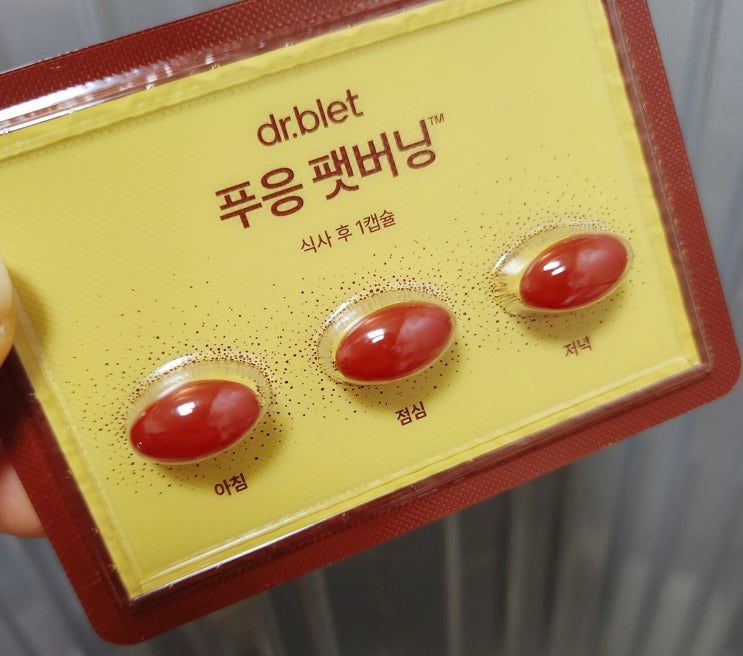 dr.blet
푸응 팻버닝™
식사 후 1캡슐
아침
점심
저녁